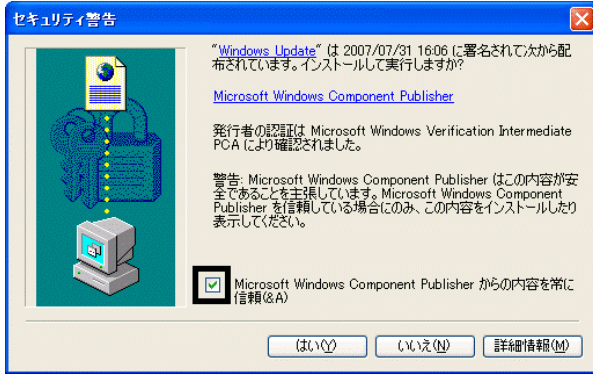 セキュリティ警告
"Windows Update" は 2007/07/31 16:06 に署名されて次から配
布されています。インストールして実行しますか?
Microsoft Windows Component Publisher
発行者の認証は Microsoft Windows Verification Intermediate
PCA により確認されました。
警告: Microsoft Windows Component Publisher はこの内容が安
全であることを主張しています。Microsoft Windows Component
Publisher を信頼している場合にのみ、この内容をインストールしたり
表示してください。
Microsoft Windows Component Publisher からの内容を常に
信頼(&A)
はい(Y)
いいえ(N)
詳細情報(M)